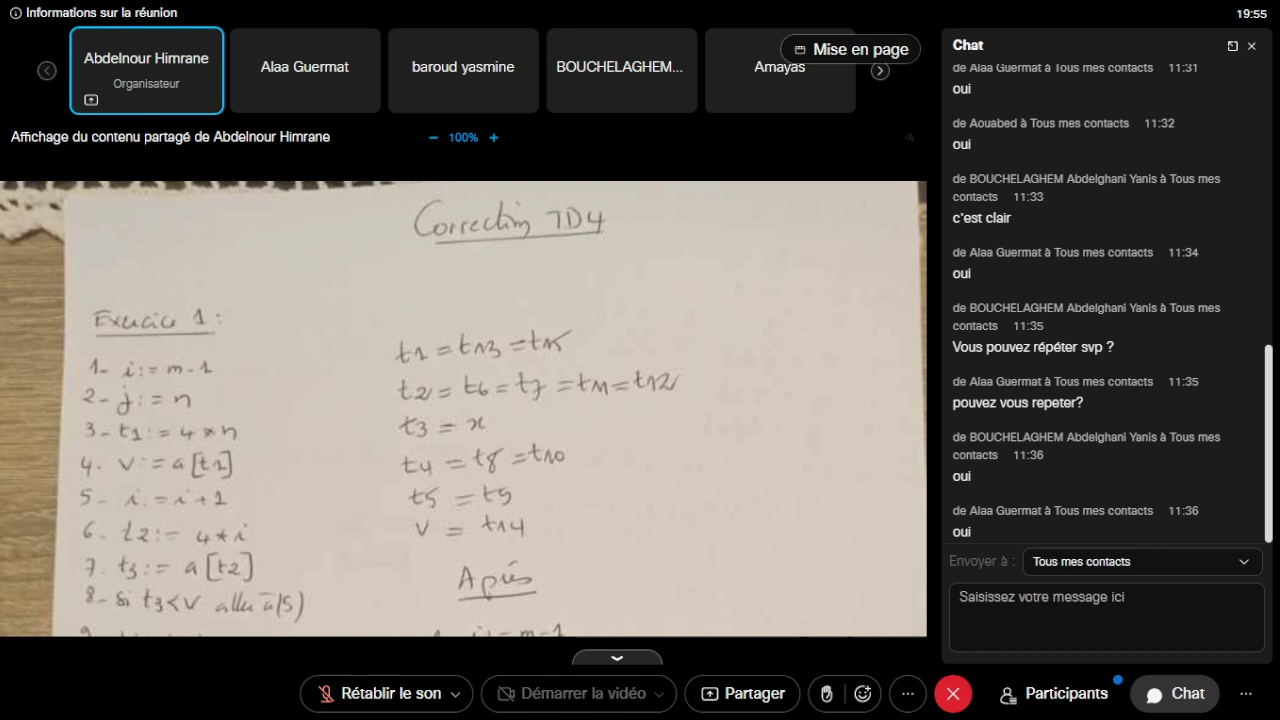 Informations sur la réunion
19:55
Abdelnour Himrane
Organisateur
Alaa Guermat
baroud yasmine
BOUCHELAGHEM...
Amayas
Mise en page
Affichage du contenu partagé de Abdelnour Himrane
− 100% +
Correction TD4
Exercice 1 :
1- i := m-1
2- j := n
3- t1 := 4 * n
4. v := a [t1]
5- i := i+1
6. t2 := 4*i
7. t3 := a [t2]
8- Si t3<v aller à (5)
t1 = t13 = t15
t2 = t6 = t7 = t11 = t12
t3 = x
t4 = t8 = t10
t5 = t9
v = t14
Après
1. i := m-1
Chat
de Alaa Guermat à Tous mes contacts 11:31
oui
de Aouabed à Tous mes contacts 11:32
oui
de BOUCHELAGHEM Abdelghani Yanis à Tous mes
contacts 11:33
c'est clair
de Alaa Guermat à Tous mes contacts 11:34
oui
de BOUCHELAGHEM Abdelghani Yanis à Tous mes
contacts 11:35
Vous pouvez répéter svp ?
de Alaa Guermat à Tous mes contacts 11:35
pouvez vous repeter?
de BOUCHELAGHEM Abdelghani Yanis à Tous mes
contacts 11:36
oui
de Alaa Guermat à Tous mes contacts 11:36
oui
Envoyer à : Tous mes contacts
Saisissez votre message ici
Rétablir le son
Démarrer la vidéo
Partager
Participants
Chat